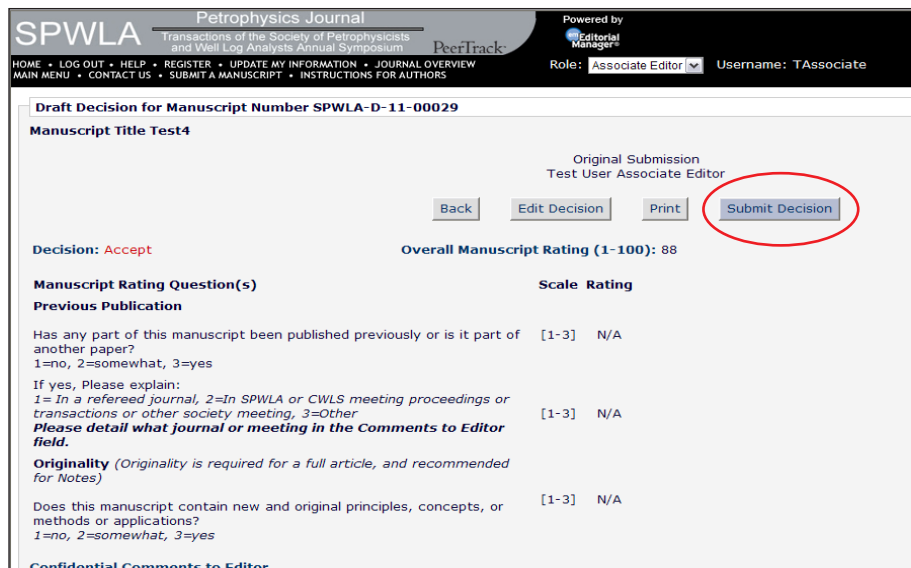 SPWLA
Petrophysics Journal
Transactions of the Society of Petrophysicists
and Well Log Analysts Annual Symposium
PeerTrack
Powered by
Editorial
Manager®
HOME • LOG OUT • HELP • REGISTER • UPDATE MY INFORMATION • JOURNAL OVERVIEW
MAIN MENU • CONTACT US • SUBMIT A MANUSCRIPT • INSTRUCTIONS FOR AUTHORS
Role: Associate Editor Username: TAssociate
Draft Decision for Manuscript Number SPWLA-D-11-00029
Manuscript Title Test4
Original Submission
Test User Associate Editor
Back Edit Decision Print Submit Decision
Decision: Accept Overall Manuscript Rating (1-100): 88
Manuscript Rating Question(s) Scale Rating
Previous Publication
Has any part of this manuscript been published previously or is it part of [1-3] N/A
another paper?
1=no, 2=somewhat, 3=yes
If yes, Please explain:
1= In a refereed journal, 2=In SPWLA or CWLS meeting proceedings or
transactions or other society meeting, 3=Other [1-3] N/A
Please detail what journal or meeting in the Comments to Editor
field.
Originality (Originality is required for a full article, and recommended
for Notes)
[1-3] N/A
Does this manuscript contain new and original principles, concepts, or
methods or applications?
1=no, 2=somewhat, 3=yes
Confidential Comments to Editor